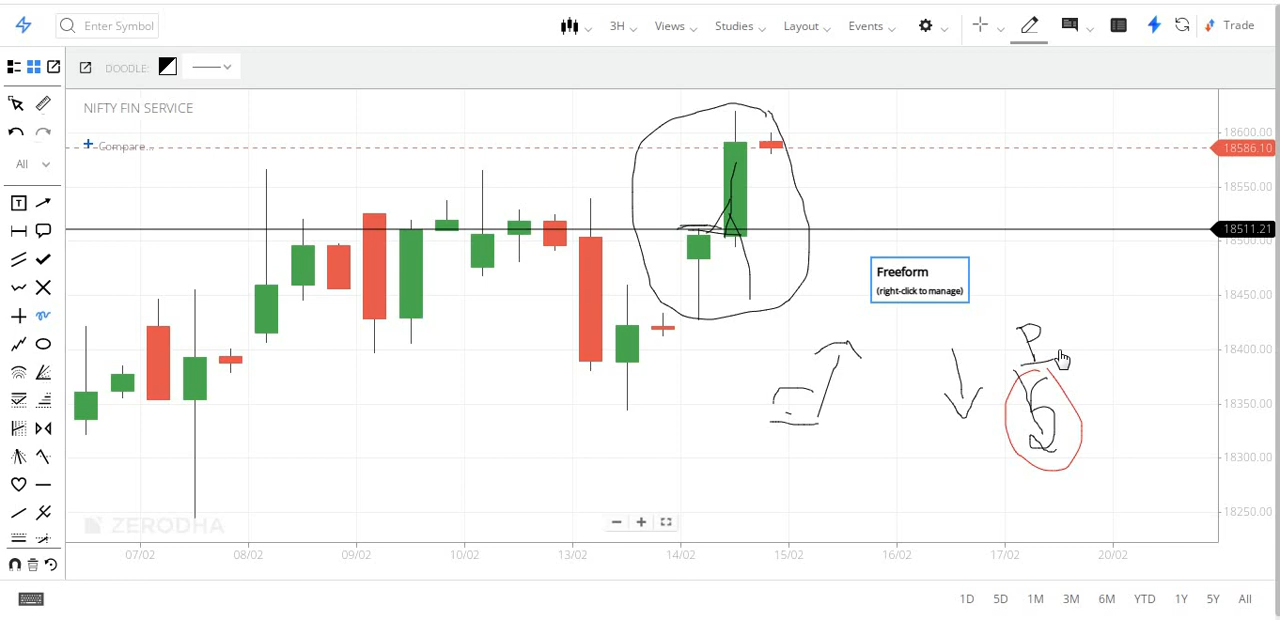 Enter Symbol
3H
Views
Studies
Layout
Events
Trade
DOODLE:
NIFTY FIN SERVICE
Compare...
All
T
18600.00
18586.10
18550.00
18511.21
18500.00
18450.00
18400.00
18350.00
18300.00
18250.00
Freeform
(right-click to manage)
P
ZERODHA
07/02
08/02
09/02
10/02
13/02
14/02
15/02
16/02
17/02
20/02
1D
5D
1M
3M
6M
YTD
1Y
5Y
All